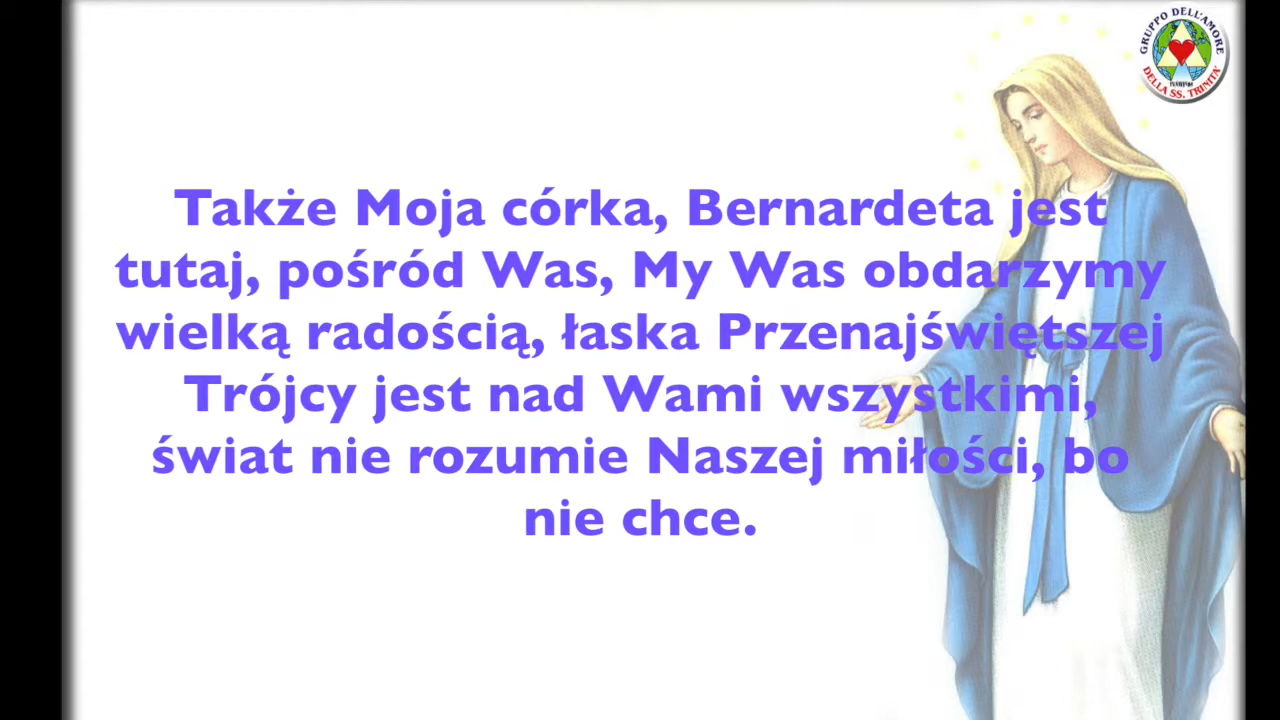 GRUPPO DELL'AMORE
DELLA SS. TRINITA'
Także Moja córka, Bernardeta jest
tutaj, pośród Was, My Was obdarzymy
wielką radością, łaska Przenajświętszej
Trójcy jest nad Wami wszystkimi,
świat nie rozumie Naszej miłości, bo
nie chce.